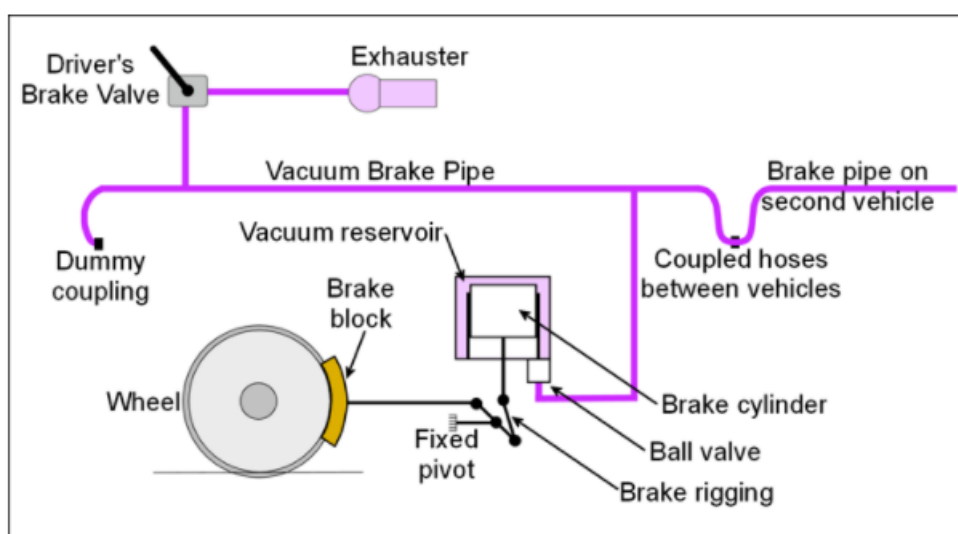 Driver's
Brake Valve
Exhauster
Vacuum Brake Pipe
Brake pipe on
second vehicle
Vacuum reservoir
Dummy
coupling
Coupled hoses
between vehicles
Brake
block
Wheel
Fixed
pivot
Brake cylinder
Ball valve
Brake rigging